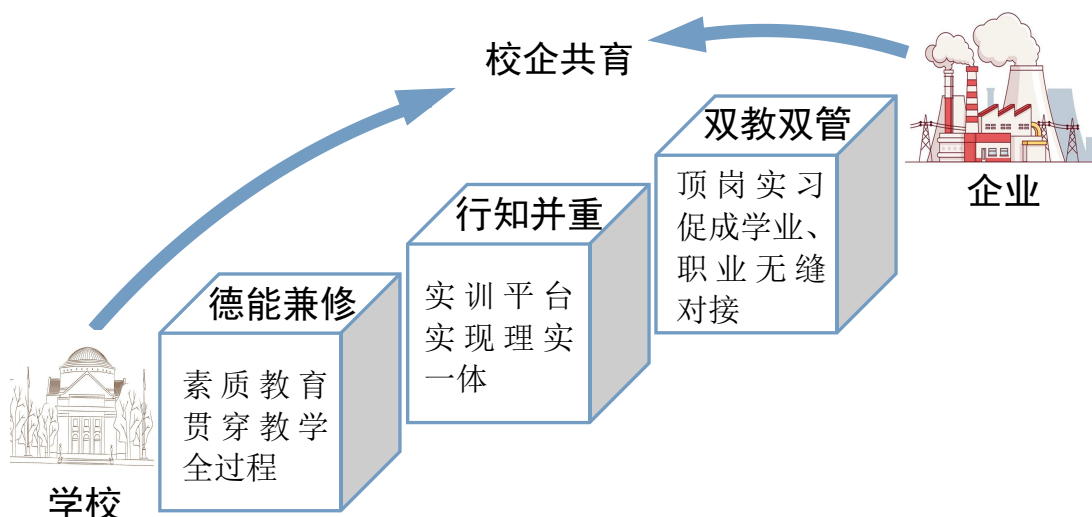 校企共育
双教双管
顶岗实习
促成学业、
职业无缝
对接
企业
行知并重
实训平台
实现理实
一体
德能兼修
素质教育
贯穿教学
全过程
学校